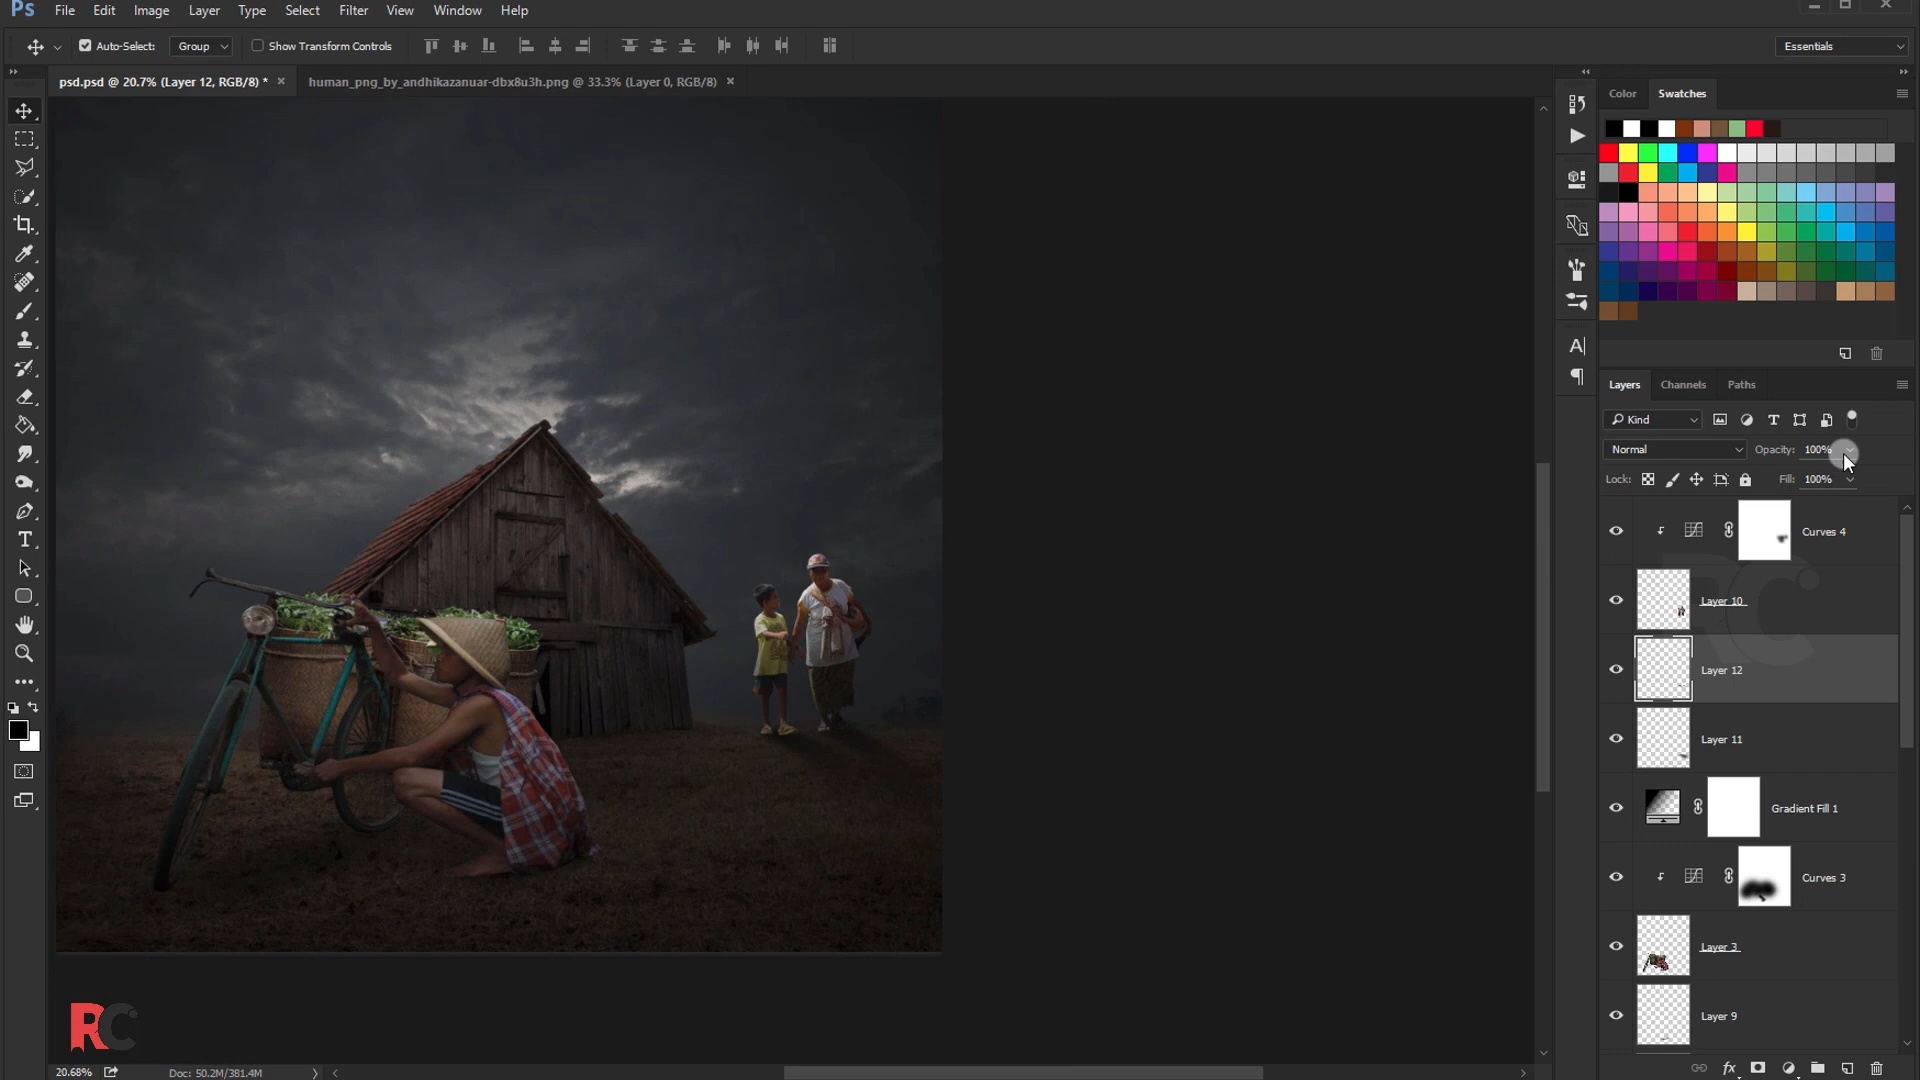 Ps File Edit Image Layer Type Select Filter View Window Help
Auto-Select: Group Show Transform Controls Essentials
psd.psd @ 20.7% (Layer 12, RGB/8) * human_png_by_andhikazanuar-dbx8u3h.png @ 33.3% (Layer 0, RGB/8)
Color Swatches
Layers Channels Paths
Kind
Normal Opacity: 100%
Lock: Fill: 100%
Curves 4
Layer 10
Layer 12
Layer 11
Gradient Fill 1
Curves 3
Layer 3
Layer 9
RC
20.68% Doc: 50.2M/381.4M